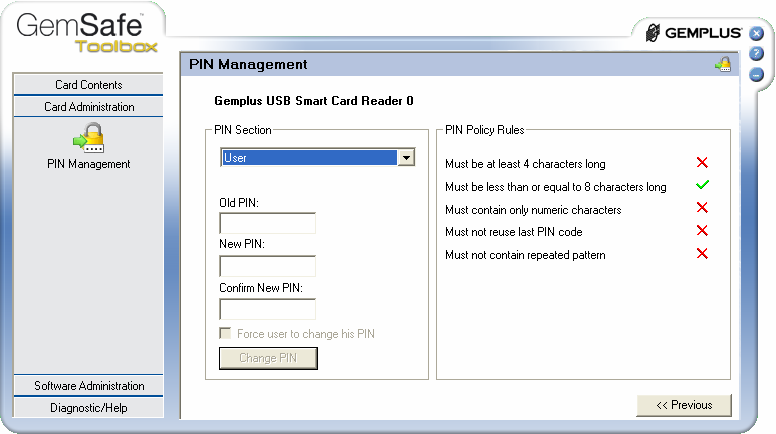 GemSafe™
Toolbox
GEMPLUS
PIN Management
Card Contents
Card Administration
PIN Management
Software Administration
Diagnostic/Help
Gemplus USB Smart Card Reader 0
PIN Section
User
Old PIN:
New PIN:
Confirm New PIN:
Force user to change his PIN
Change PIN
PIN Policy Rules
Must be at least 4 characters long
Must be less than or equal to 8 characters long
Must contain only numeric characters
Must not reuse last PIN code
Must not contain repeated pattern
<< Previous